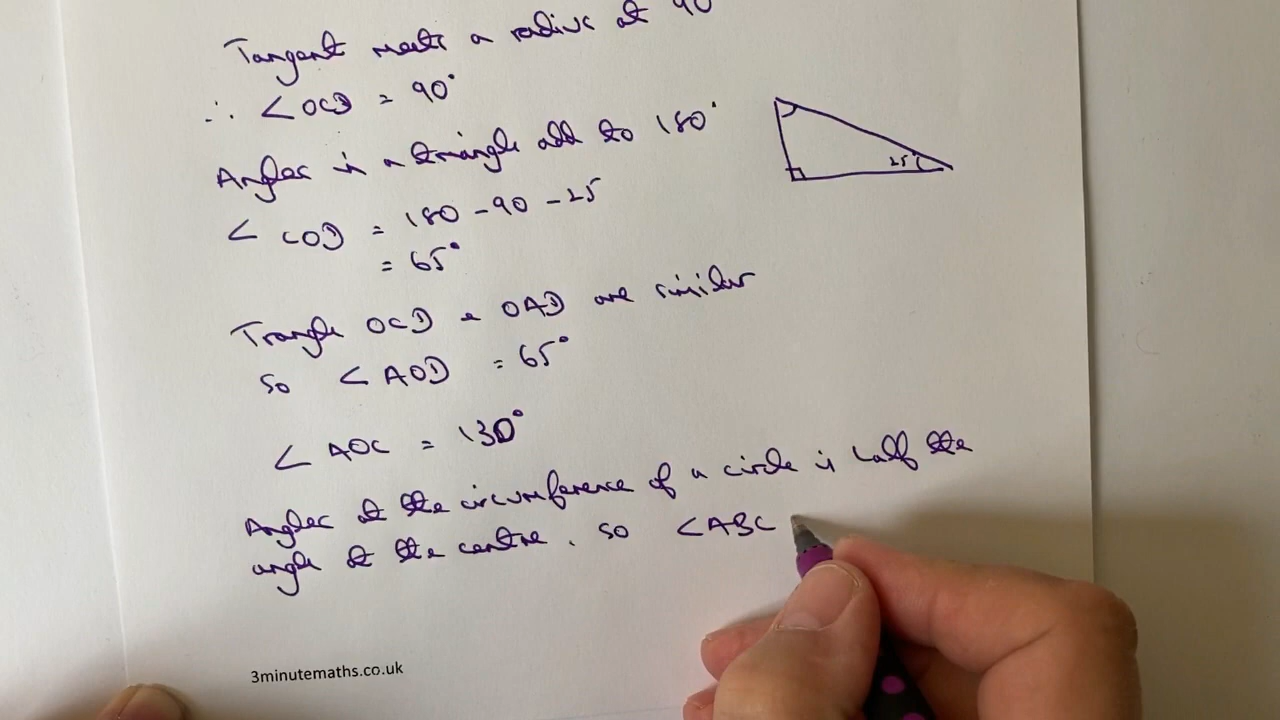 Tangent meets a radius at 90
∴ ∠OCD = 90°
Angles in a triangle add to 180°
25
∠ COD = 180 - 90 - 25
= 65°
Triangle OCD & OAD are similar
so ∠ AOD = 65°
∠ AOC = 130°
Angles at the circumference of a circle is half the
angle at the centre. so ∠ABC
3minutemaths.co.uk